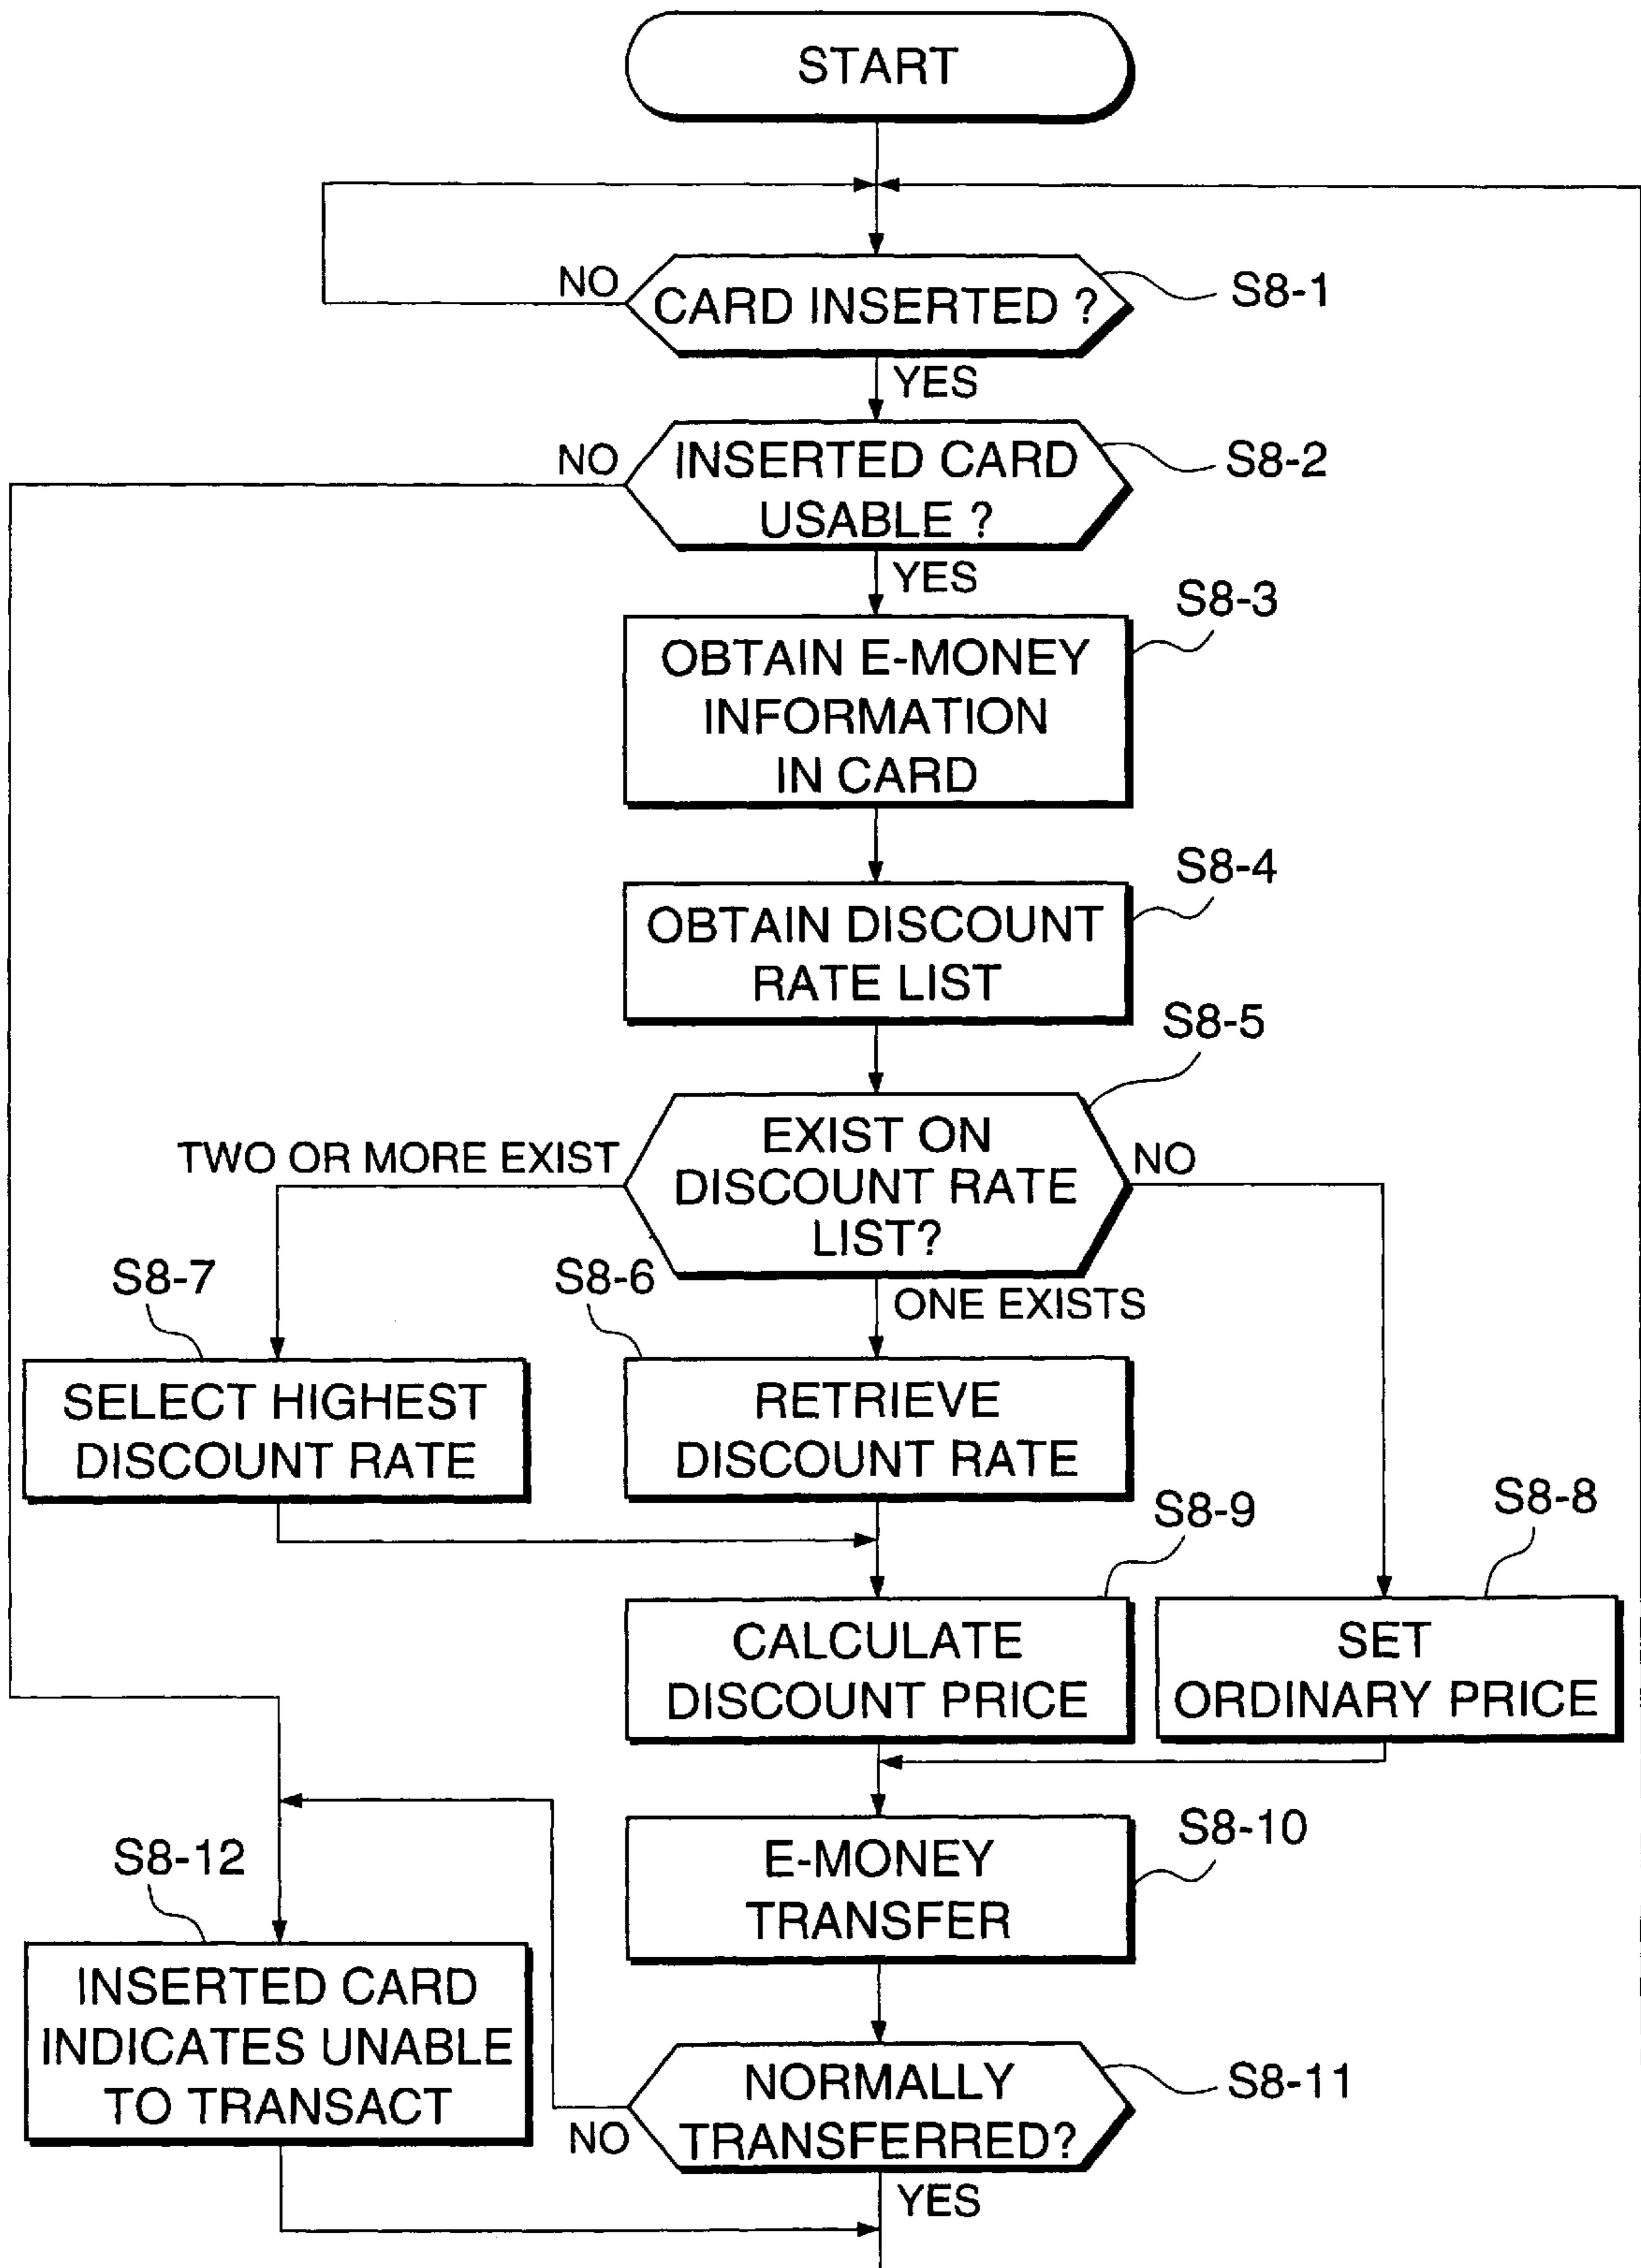 START
NO
CARD INSERTED ?
S8-1
YES
NO
INSERTED CARD
USABLE ?
S8-2
YES
S8-3
OBTAIN E-MONEY
INFORMATION
IN CARD
S8-4
OBTAIN DISCOUNT
RATE LIST
S8-5
TWO OR MORE EXIST
EXIST ON
DISCOUNT RATE
LIST?
NO
S8-7
S8-6
ONE EXISTS
SELECT HIGHEST
DISCOUNT RATE
RETRIEVE
DISCOUNT RATE
S8-9
S8-8
CALCULATE
DISCOUNT PRICE
SET
ORDINARY PRICE
S8-12
S8-10
E-MONEY
TRANSFER
INSERTED CARD
INDICATES UNABLE
TO TRANSACT
NO
NORMALLY
TRANSFERRED?
S8-11
YES